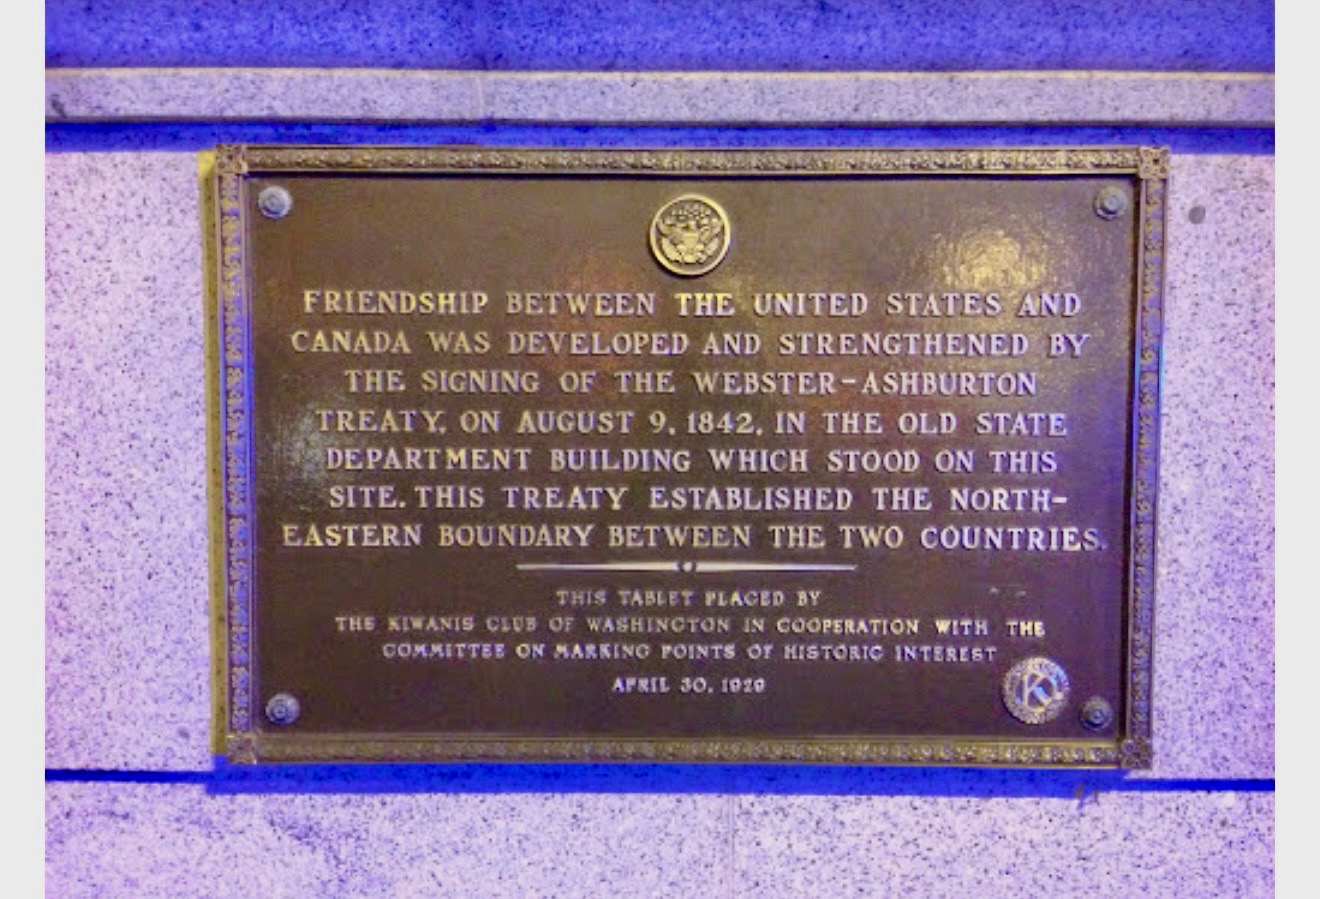 FRIENDSHIP BETWEEN THE UNITED STATES AND
CANADA WAS DEVELOPED AND STRENGTHENED BY
THE SIGNING OF THE WEBSTER-ASHBURTON
TREATY, ON AUGUST 9, 1842, IN THE OLD STATE
DEPARTMENT BUILDING WHICH STOOD ON THIS
SITE. THIS TREATY ESTABLISHED THE NORTH-
EASTERN BOUNDARY BETWEEN THE TWO COUNTRIES.
THIS TABLET PLACED BY
THE KIWANIS CLUB OF WASHINGTON IN COOPERATION WITH THE
COMMITTEE ON MARKING POINTS OF HISTORIC INTEREST
APRIL 30, 1929
K